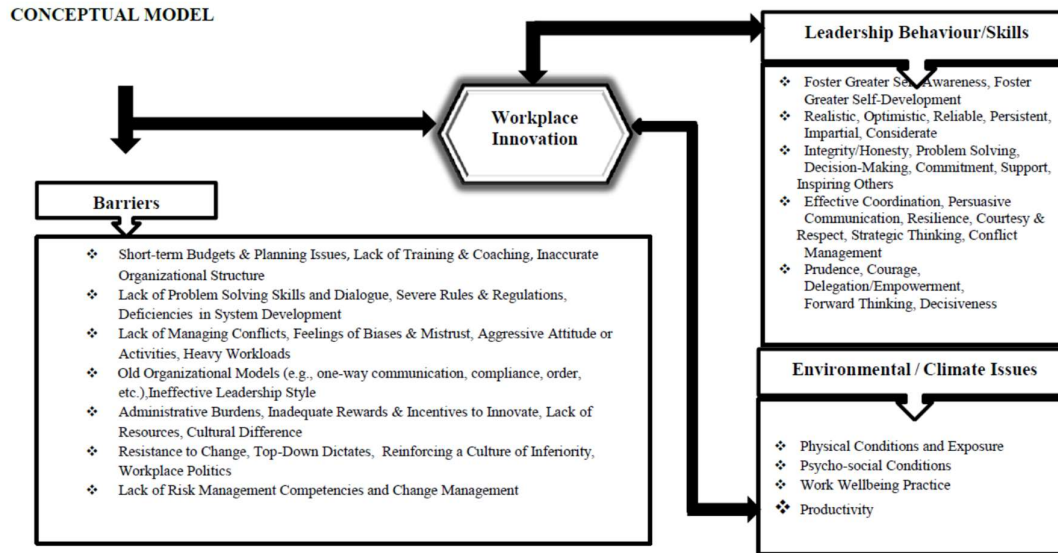 CONCEPTUAL MODEL
Workplace
Innovation
Barriers
❖ Short-term Budgets & Planning Issues, Lack of Training & Coaching, Inaccurate
Organizational Structure
❖ Lack of Problem Solving Skills and Dialogue, Severe Rules & Regulations,
Deficiencies in System Development
❖ Lack of Managing Conflicts, Feelings of Biases & Mistrust, Aggressive Attitude or
Activities, Heavy Workloads
❖ Old Organizational Models (e.g., one-way communication, compliance, order,
etc.),Ineffective Leadership Style
❖ Administrative Burdens, Inadequate Rewards & Incentives to Innovate, Lack of
Resources, Cultural Difference
❖ Resistance to Change, Top-Down Dictates, Reinforcing a Culture of Inferiority,
Workplace Politics
❖ Lack of Risk Management Competencies and Change Management
Leadership Behaviour/Skills
❖ Foster Greater Self-Awareness, Foster
Greater Self-Development
❖ Realistic, Optimistic, Reliable, Persistent,
Impartial, Considerate
❖ Integrity/Honesty, Problem Solving,
Decision-Making, Commitment, Support,
Inspiring Others
❖ Effective Coordination, Persuasive
Communication, Resilience, Courtesy &
Respect, Strategic Thinking, Conflict
Management
❖ Prudence, Courage,
Delegation/Empowerment,
Forward Thinking, Decisiveness
Environmental / Climate Issues
❖ Physical Conditions and Exposure
❖ Psycho-social Conditions
❖ Work Wellbeing Practice
❖ Productivity